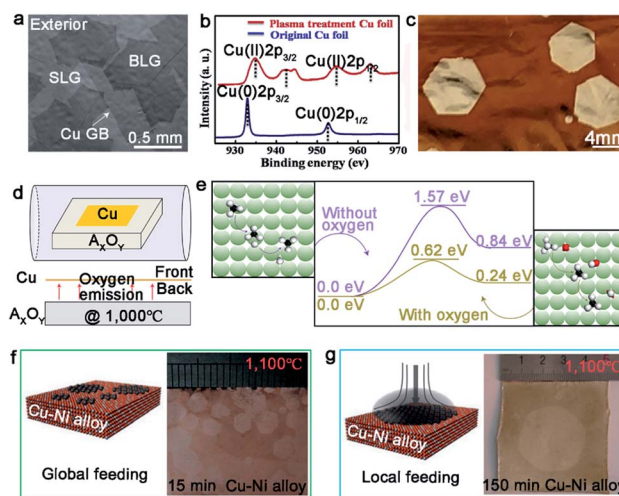 a
Exterior
SLG
BLG
Cu GB
0.5 mm
b
Plasma treatment Cu foil
Original Cu foil
Cu(II)2p3/2
Cu(II)2p1/2
Cu(0)2p3/2
Cu(0)2p1/2
Intensity (a. u.)
930 940 950 960 970
Binding energy (ev)
c
4mm
d
Cu
AXOY
Cu
Oxygen
emission
Front
Back
AXOY
@ 1,000℃
e
Without
oxygen
1.57 eV
0.84 eV
0.62 eV
0.24 eV
0.0 eV
0.0 eV
With oxygen
f
Cu-Ni alloy
Global feeding
1,100℃
15 min Cu-Ni alloy
g
Cu-Ni alloy
Local feeding
1 2 3 4 5
1,100℃
150 min Cu-Ni alloy